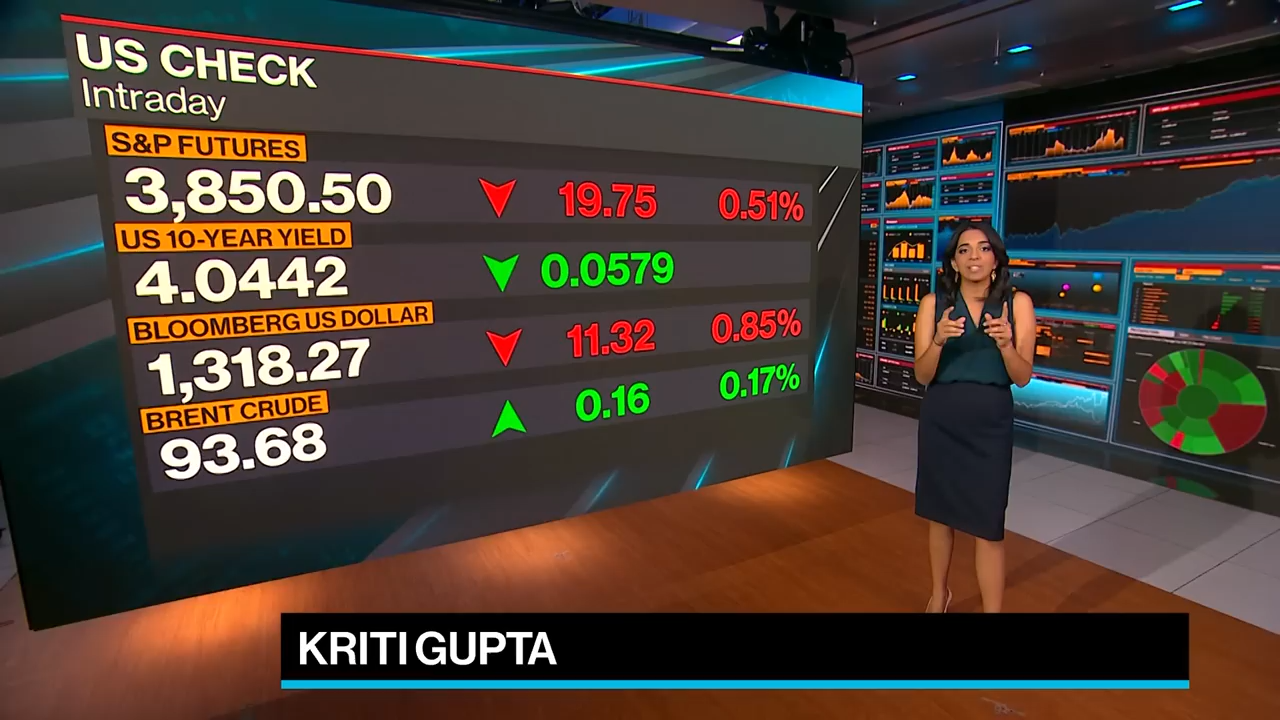 US CHECK
Intraday
S&P FUTURES
3,850.50 19.75 0.51%
US 10-YEAR YIELD
4.0442 0.0579
BLOOMBERG US DOLLAR
1,318.27 11.32 0.85%
BRENT CRUDE
93.68 0.16 0.17%
KRITI GUPTA